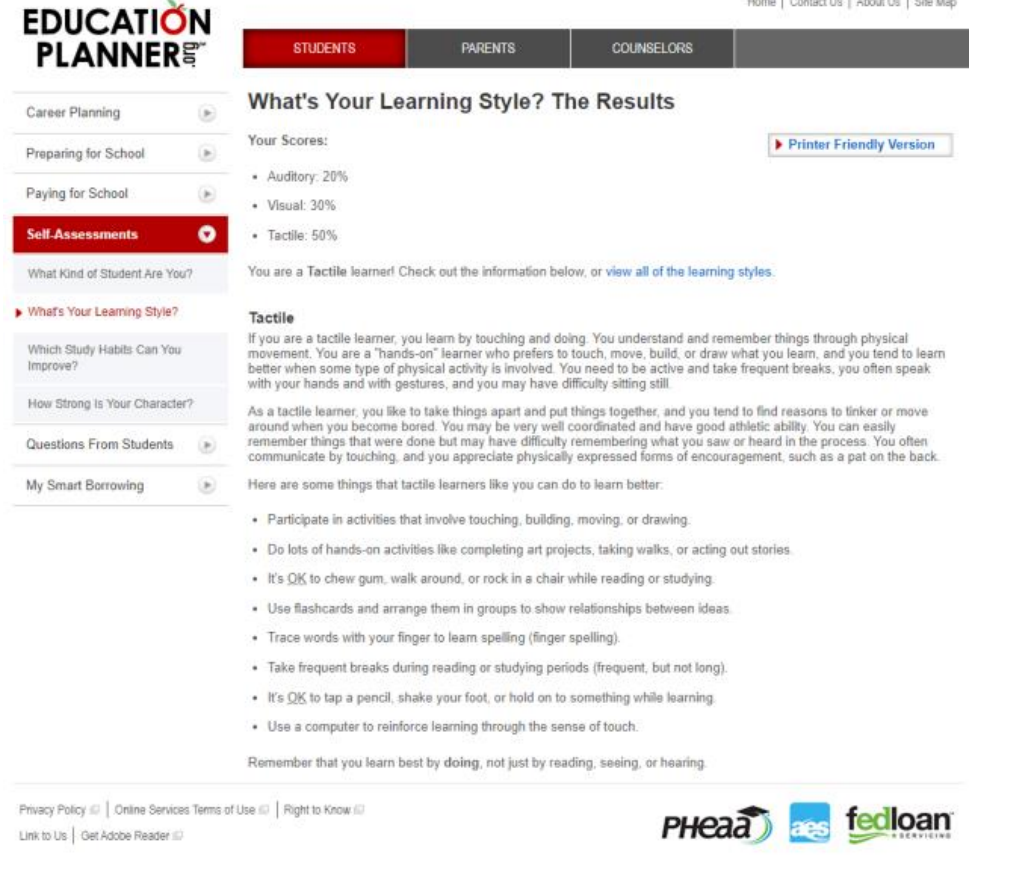 Home | Contact Us | About Us | Site Map
EDUCATION
PLANNER.org℠
STUDENTS PARENTS COUNSELORS
Career Planning
Preparing for School
Paying for School
Self-Assessments
What Kind of Student Are You?
What's Your Learning Style?
Which Study Habits Can You
Improve?
How Strong Is Your Character?
Questions From Students
My Smart Borrowing
What's Your Learning Style? The Results
Your Scores:
Printer Friendly Version
• Auditory: 20%
• Visual: 30%
• Tactile: 50%
You are a Tactile learner! Check out the information below, or view all of the learning styles.
Tactile
If you are a tactile learner, you learn by touching and doing. You understand and remember things through physical
movement. You are a "hands-on" learner who prefers to touch, move, build, or draw what you learn, and you tend to learn
better when some type of physical activity is involved. You need to be active and take frequent breaks, you often speak
with your hands and with gestures, and you may have difficulty sitting still.
As a tactile learner, you like to take things apart and put things together, and you tend to find reasons to tinker or move
around when you become bored. You may be very well coordinated and have good athletic ability. You can easily
remember things that were done but may have difficulty remembering what you saw or heard in the process. You often
communicate by touching, and you appreciate physically expressed forms of encouragement, such as a pat on the back.
Here are some things that tactile learners like you can do to learn better:
• Participate in activities that involve touching, building, moving, or drawing.
• Do lots of hands-on activities like completing art projects, taking walks, or acting out stories.
• It's OK to chew gum, walk around, or rock in a chair while reading or studying.
• Use flashcards and arrange them in groups to show relationships between ideas.
• Trace words with your finger to learn spelling (finger spelling).
• Take frequent breaks during reading or studying periods (frequent, but not long).
• It's OK to tap a pencil, shake your foot, or hold on to something while learning.
• Use a computer to reinforce learning through the sense of touch.
Remember that you learn best by doing, not just by reading, seeing, or hearing.
Privacy Policy | Online Services Terms of Use | Right to Know
Link to Us | Get Adobe Reader
PHEAA aes fedloan
SERVICING